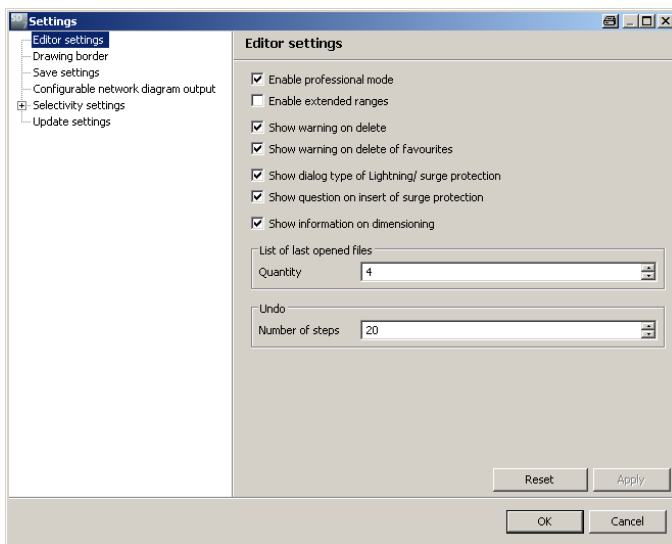 Settings
Editor settings
Drawing border
Save settings
Configurable network diagram output
Selectivity settings
Update settings
Editor settings
Enable professional mode
Enable extended ranges
Show warning on delete
Show warning on delete of favourites
Show dialog type of Lightning/ surge protection
Show question on insert of surge protection
Show information on dimensioning
List of last opened files
Quantity 4
Undo
Number of steps 20
Reset Apply
OK Cancel